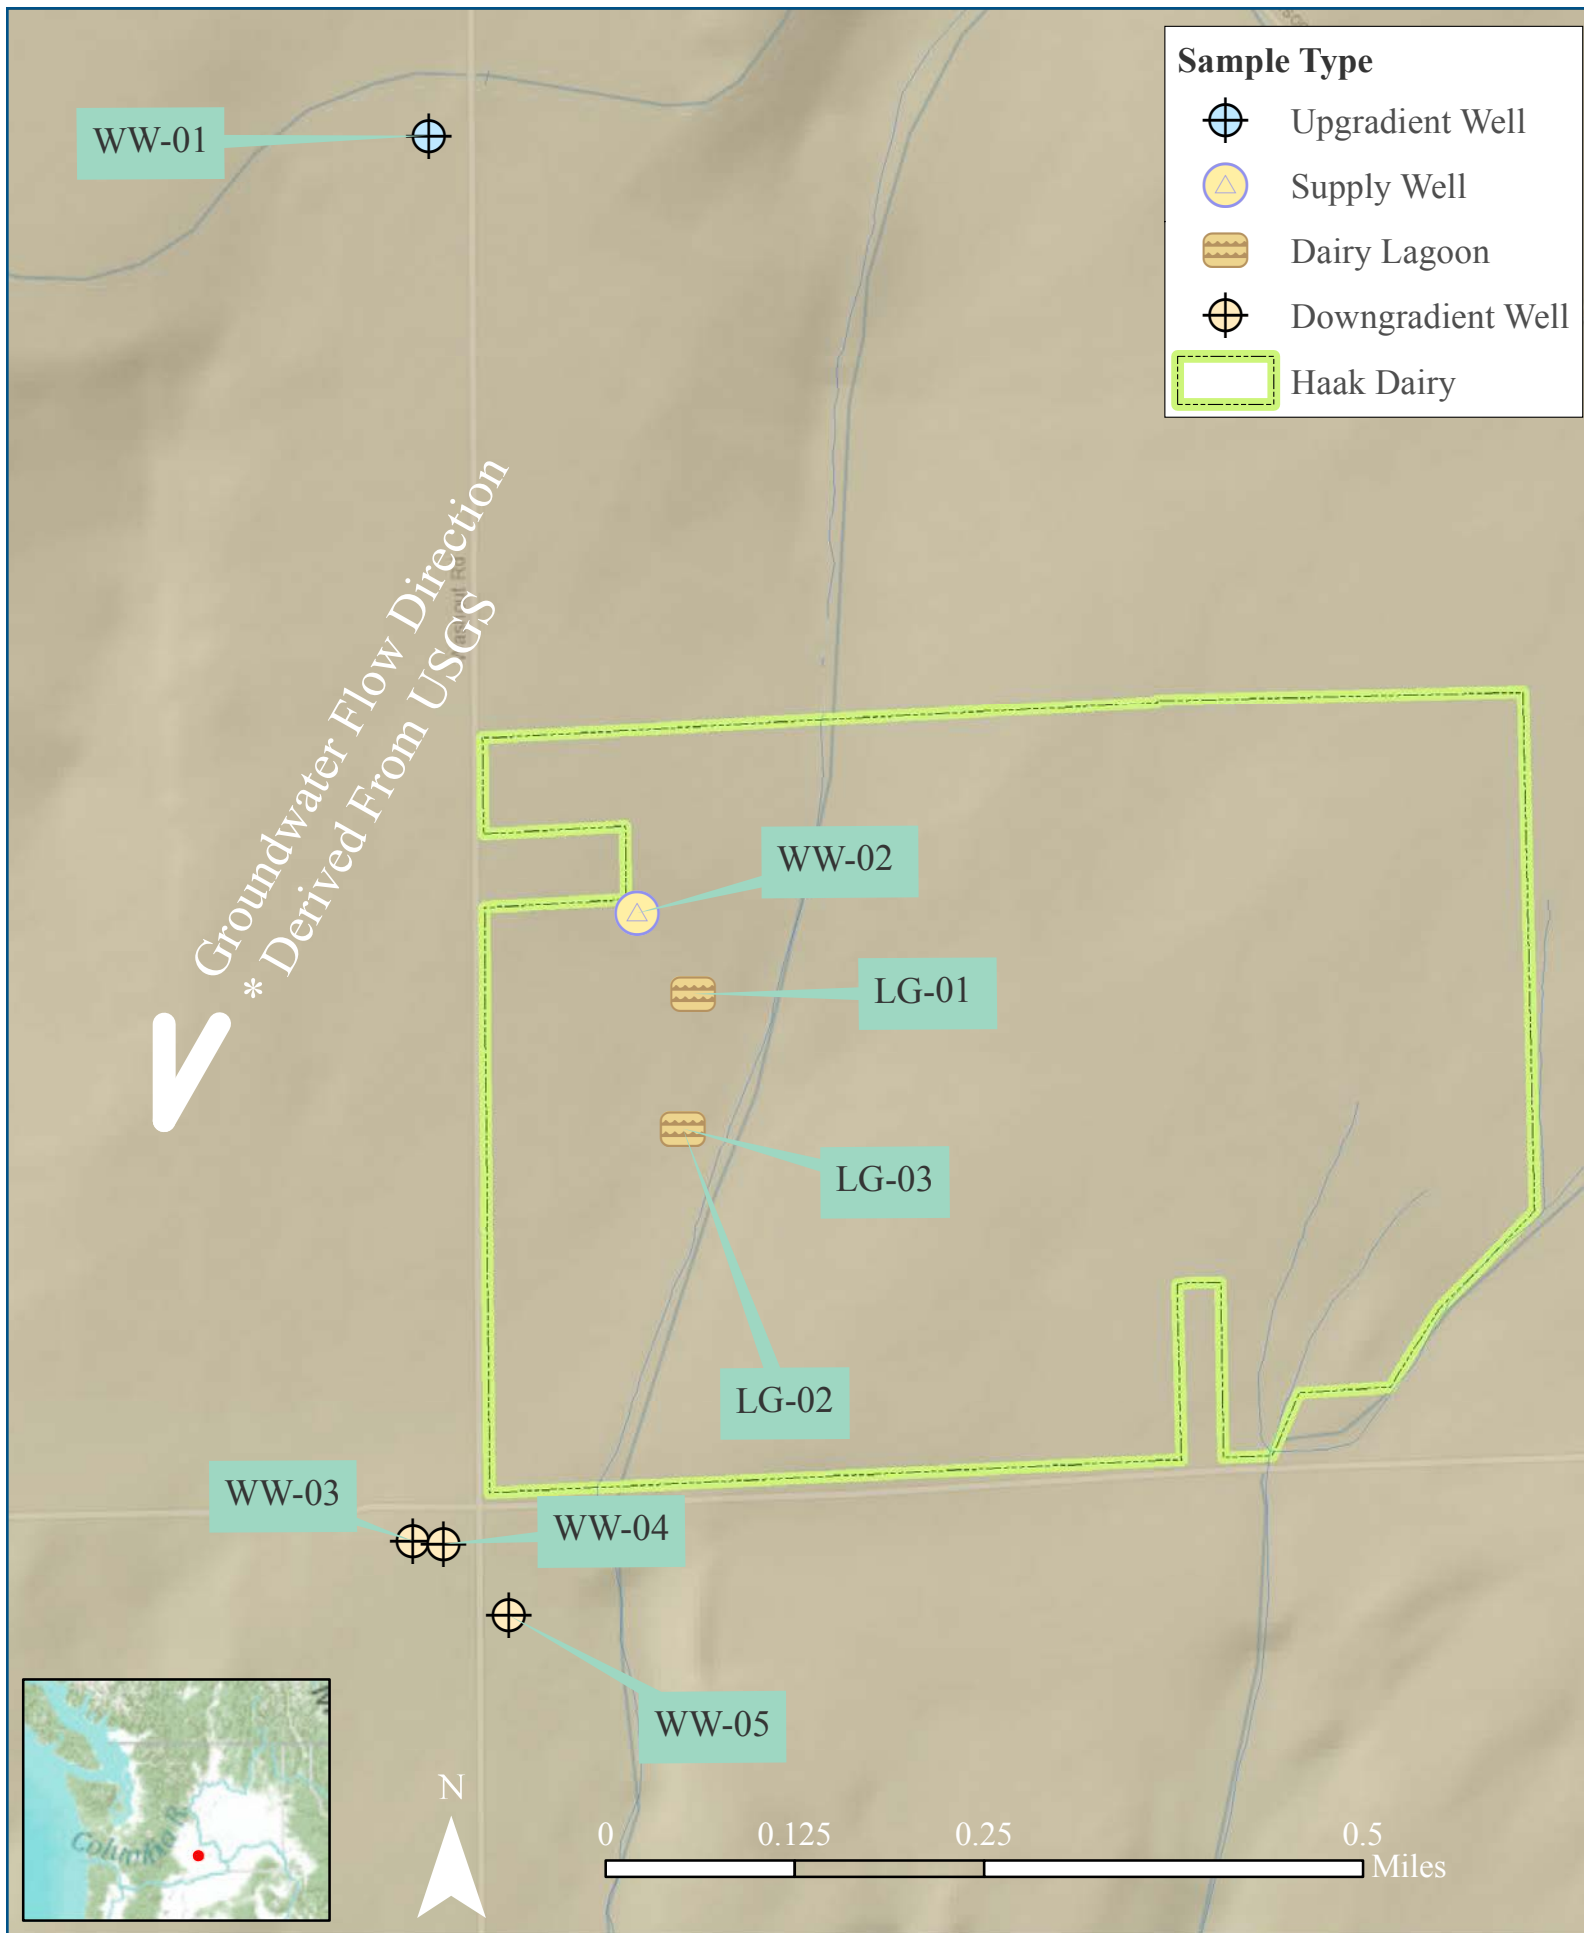 Sample Type
Upgradient Well
Supply Well
Dairy Lagoon
Downgradient Well
Haak Dairy
WW-01
Groundwater Flow Direction
* Derived From USGS
WW-02
LG-01
LG-03
LG-02
WW-03
WW-04
WW-05
Columbia R
N
0
0.125
0.25
0.5
Miles